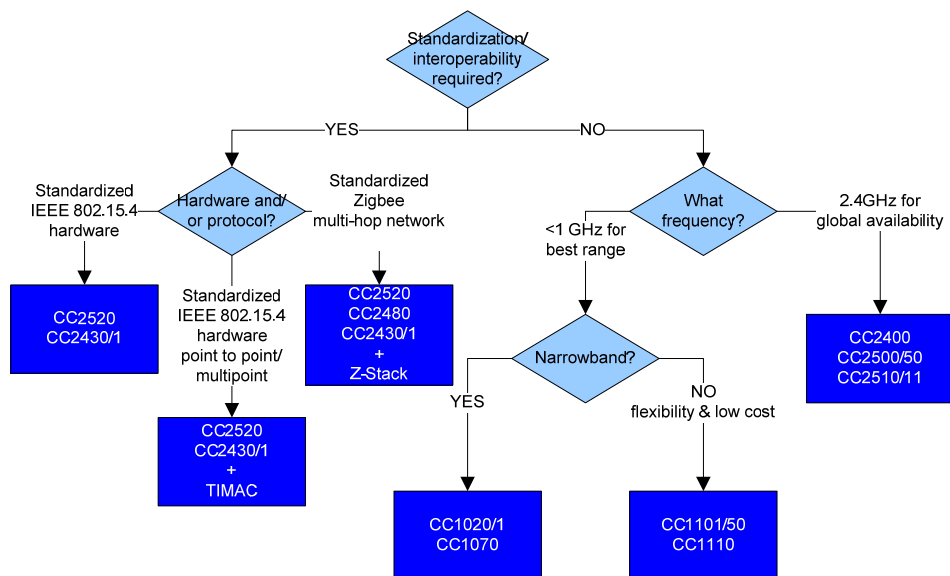 Standardization/
interoperability
required?
YES
NO
Standardized
IEEE 802.15.4
hardware
Hardware and/
or protocol?
Standardized
Zigbee
multi-hop network
What
frequency?
2.4GHz for
global availability
<1 GHz for
best range
CC2520
CC2430/1
Standardized
IEEE 802.15.4
hardware
point to point/
multipoint
CC2520
CC2480
CC2430/1
+
Z-Stack
Narrowband?
CC2400
CC2500/50
CC2510/11
YES
NO
flexibility & low cost
CC2520
CC2430/1
+
TIMAC
CC1020/1
CC1070
CC1101/50
CC1110